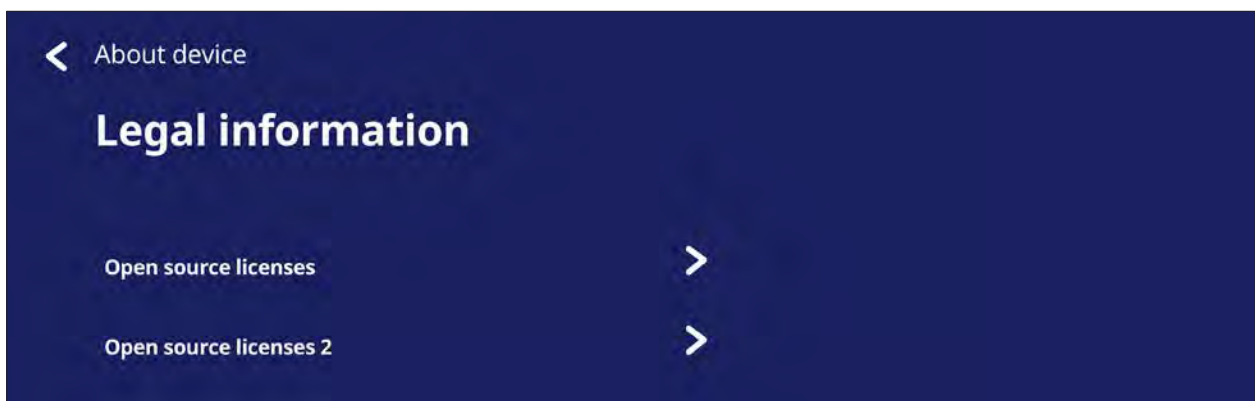 About device
Legal information
Open source licenses
Open source licenses 2